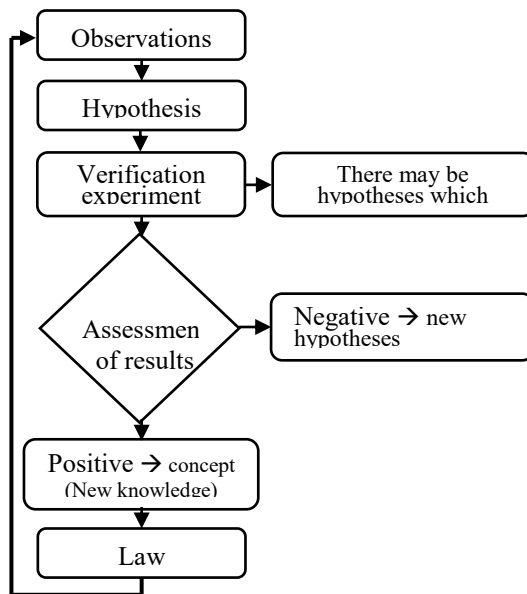 Observations
Hypothesis
Verification
experiment
There may be
hypotheses which
Assessmen
of results
Negative → new
hypotheses
Positive → concept
(New knowledge)
Law